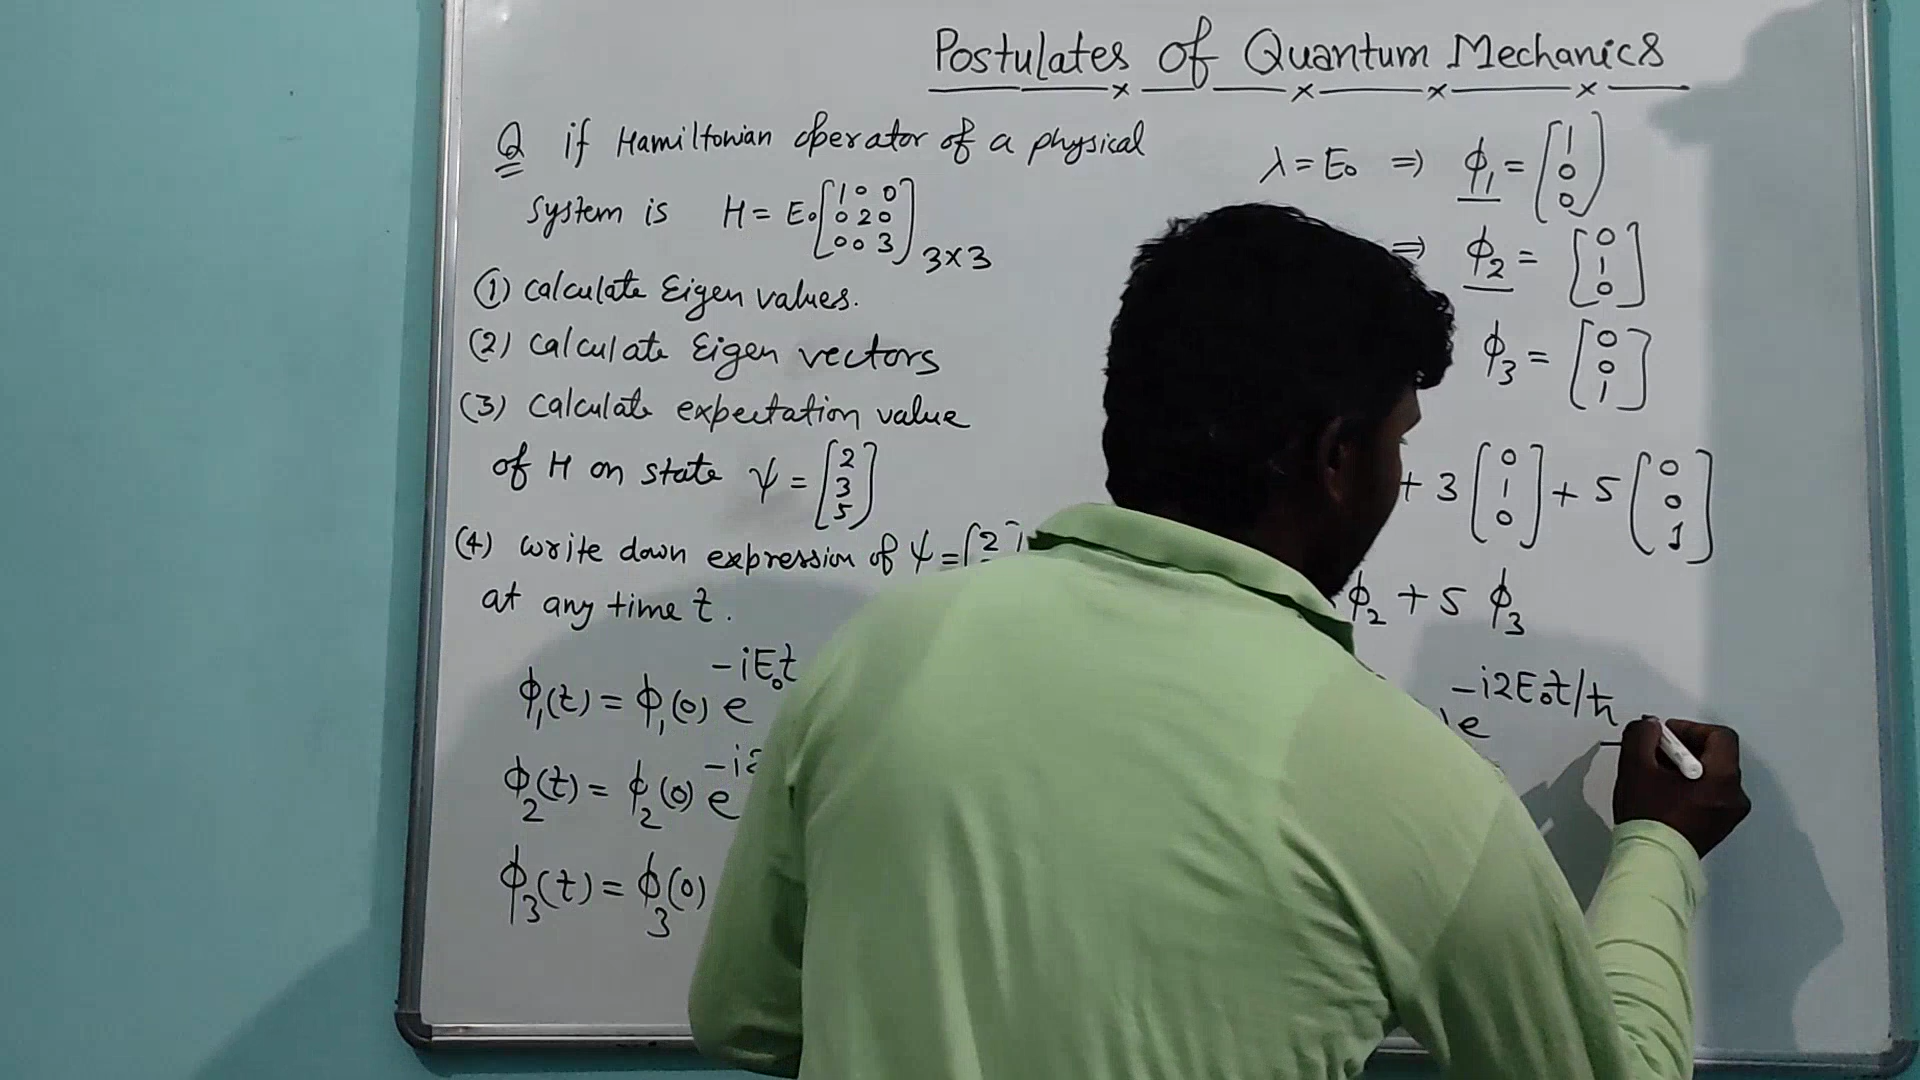 Postulates of Quantum Mechanics
Q if Hamiltonian operator of a physical
system is H = E₀ [1 0 0
0 2 0
0 0 3] 3×3
(1) calculate Eigen values.
(2) calculate Eigen vectors
(3) calculate expectation value
of H on state ψ = [2
3
5]
(4) write down expression of ψ = [2
at any time t.
ϕ₁(t) = ϕ₁(0) e -iE₀t
ϕ₂(t) = ϕ₂(0) e -i2
ϕ₃(t) = ϕ₃(0)
λ = E₀ ⇒ ϕ₁ = [1
0
0]
⇒ ϕ₂ = [0
1
0]
ϕ₃ = [0
0
1]
+ 3 [0
1
0] + 5 [0
0
1]
ϕ₂ + 5 ϕ₃
)e -i2E₀t/ħ